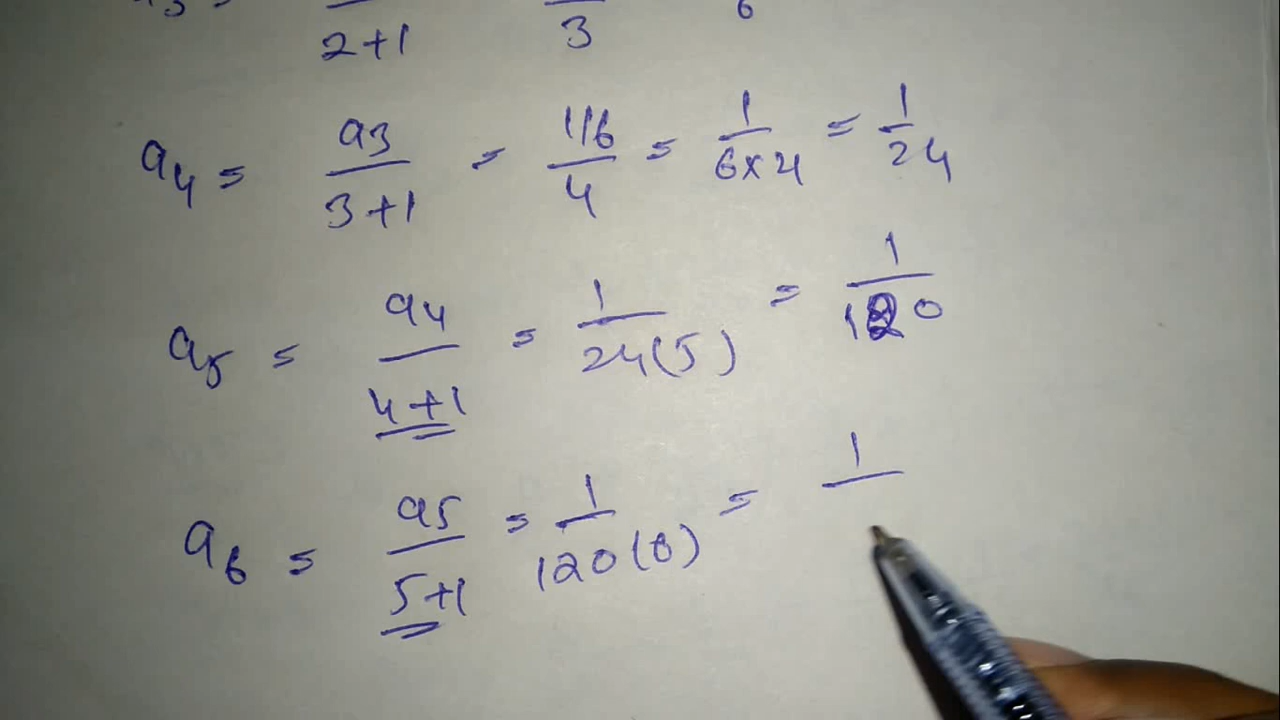 2+1 3 6
a4 = a3/3+1 = 1/6/4 = 1/6×4 = 1/24
a5 = a4/4+1 = 1/24(5) = 1/120
a6 = a5/5+1 = 1/120(6) = 1/